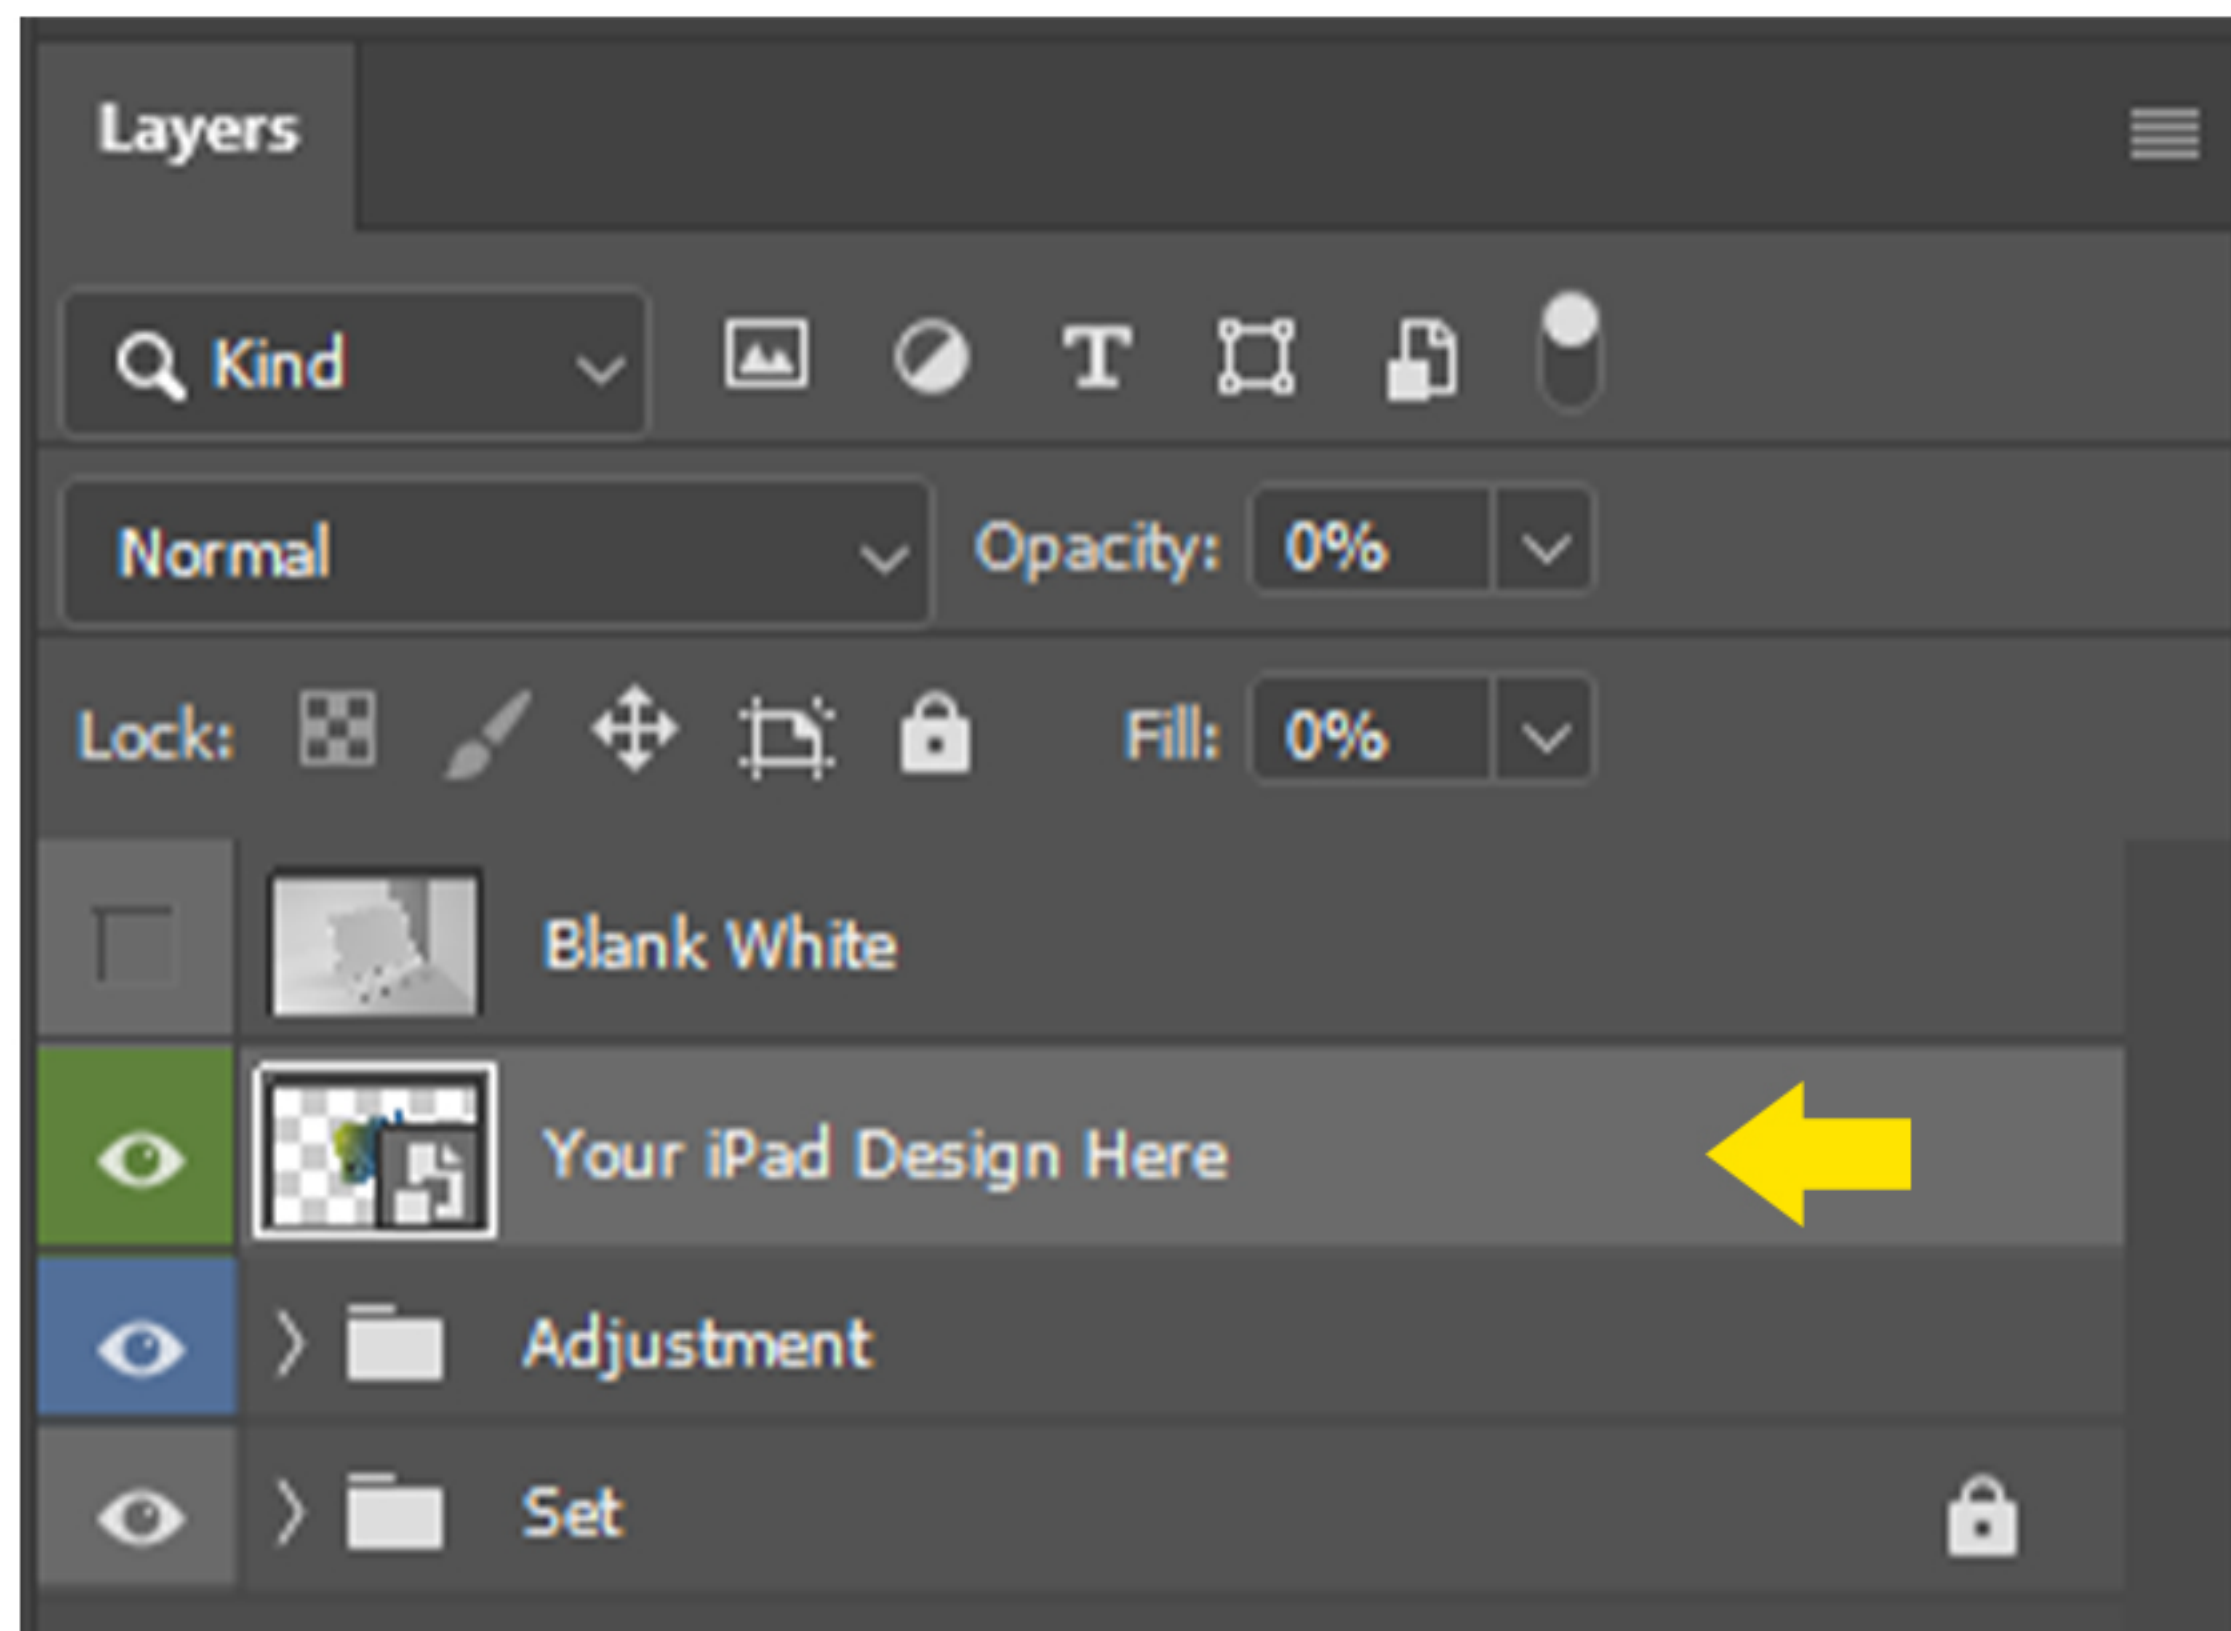 Layers
Kind
Normal Opacity: 0%
Lock: Fill: 0%
Blank White
Your iPad Design Here
Adjustment
Set